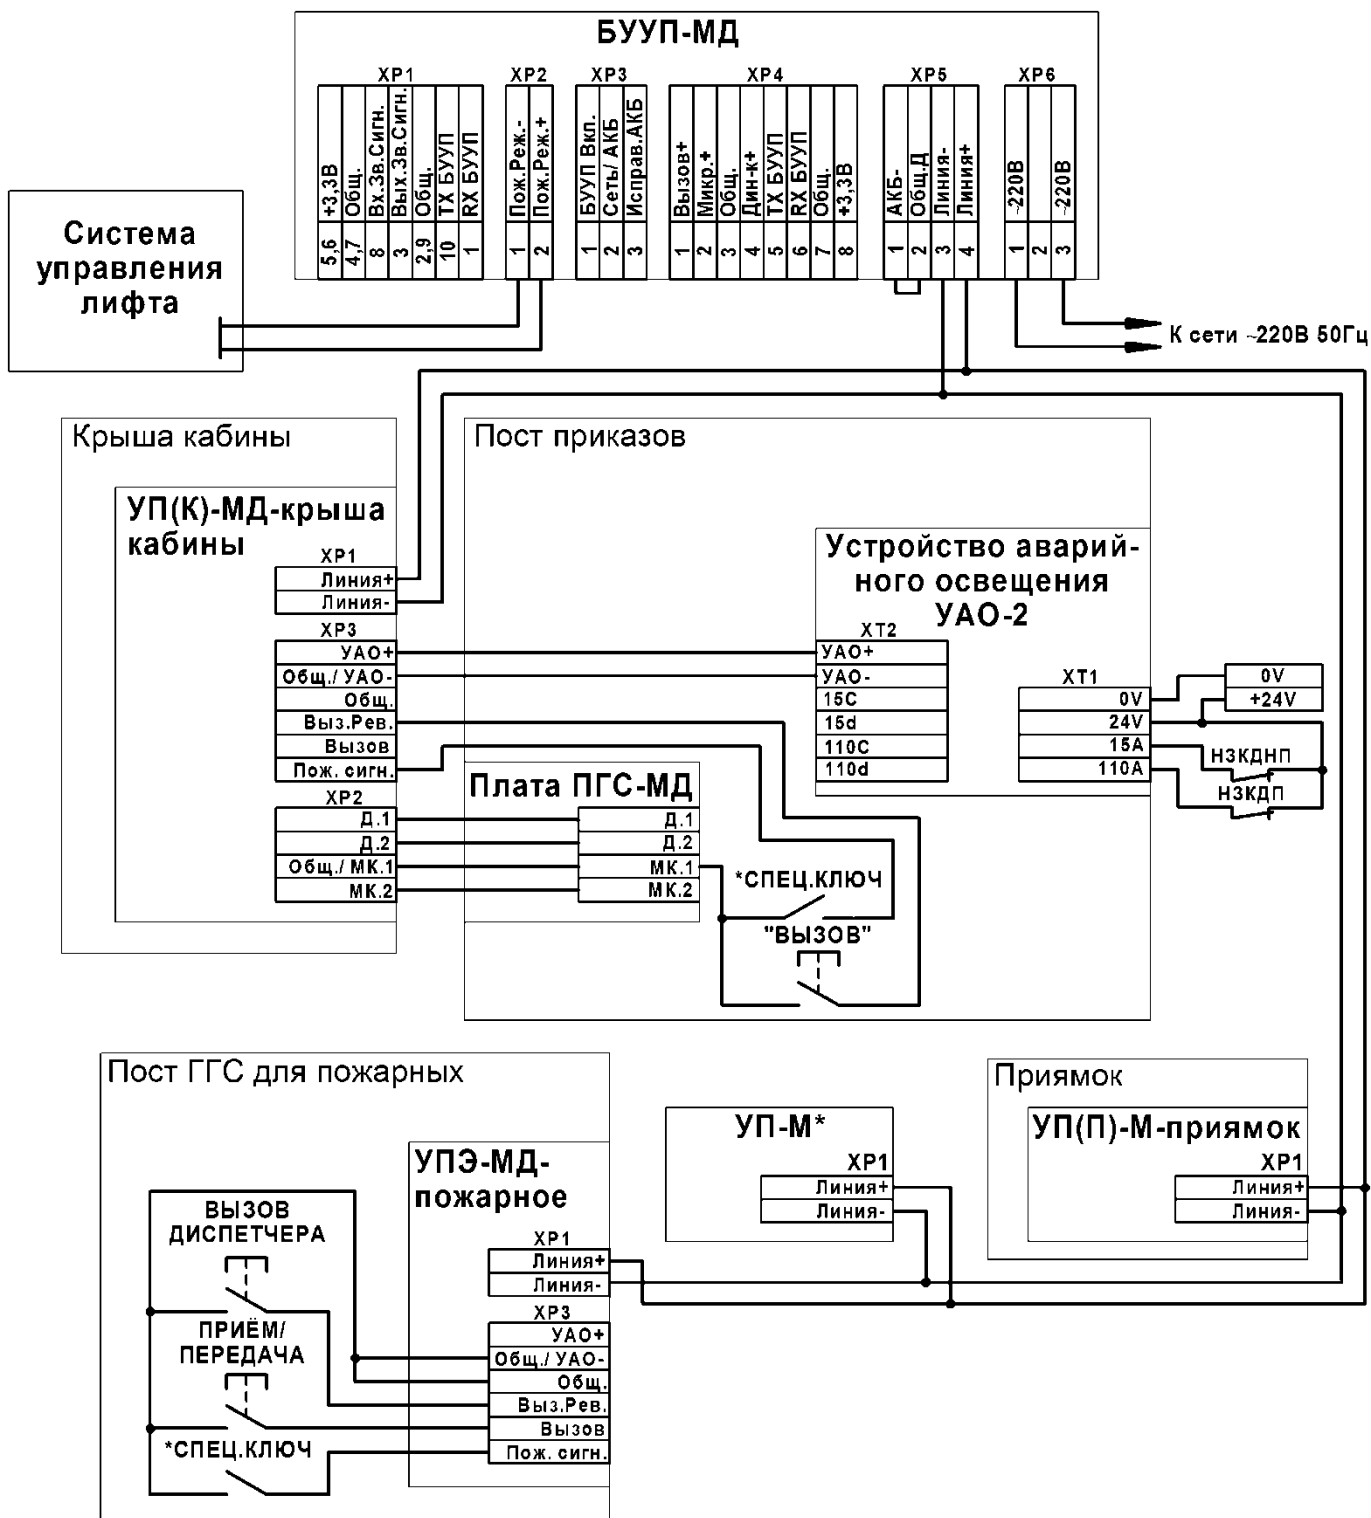 БУУП-МД
XP1
XP2
XP3
XP4
XP5
XP6
5,6 +3,3В
4,7 Общ.
8 Вх.Зв.Сигн.
3 Вых.Зв.Сигн.
2,9 Общ.
10 TX БУУП
1 RX БУУП
1 Пож.Реж.-
2 Пож.Реж.+
1 БУУП Вкл.
2 Сеть/ АКБ
3 Исправ.АКБ
1 Вызов+
2 Микр.+
3 Общ.
4 Дин-к+
5 TX БУУП
6 RX БУУП
7 Общ.
8 +3,3В
1 АКБ-
2 Общ.Д
3 Линия-
4 Линия+
1 ~220В
2
3 ~220В
Система
управления
лифта
К сети ~220В 50Гц
Крыша кабины
УП(К)-МД-крыша
кабины
XP1
Линия+
Линия-
XP3
УАО+
Общ./ УАО-
Общ.
Выз.Рев.
Вызов
Пож. сигн.
XP2
Д.1
Д.2
Общ./ МК.1
МК.2
Пост приказов
Устройство аварий-
ного освещения
УАО-2
XT2
УАО+
УАО-
15C
15d
110C
110d
XT1
0V
24V
15A
110A
0V
+24V
НЗКДНП
НЗКДП
Плата ПГС-МД
Д.1
Д.2
МК.1
МК.2
*СПЕЦ.КЛЮЧ
"ВЫЗОВ"
Пост ГГС для пожарных
УПЭ-МД-
пожарное
XP1
Линия+
Линия-
XP3
УАО+
Общ./ УАО-
Общ.
Выз.Рев.
Вызов
Пож. сигн.
ВЫЗОВ
ДИСПЕТЧЕРА
ПРИЁМ/
ПЕРЕДАЧА
*СПЕЦ.КЛЮЧ
УП-М*
XP1
Линия+
Линия-
Приямок
УП(П)-М-приямок
XP1
Линия+
Линия-